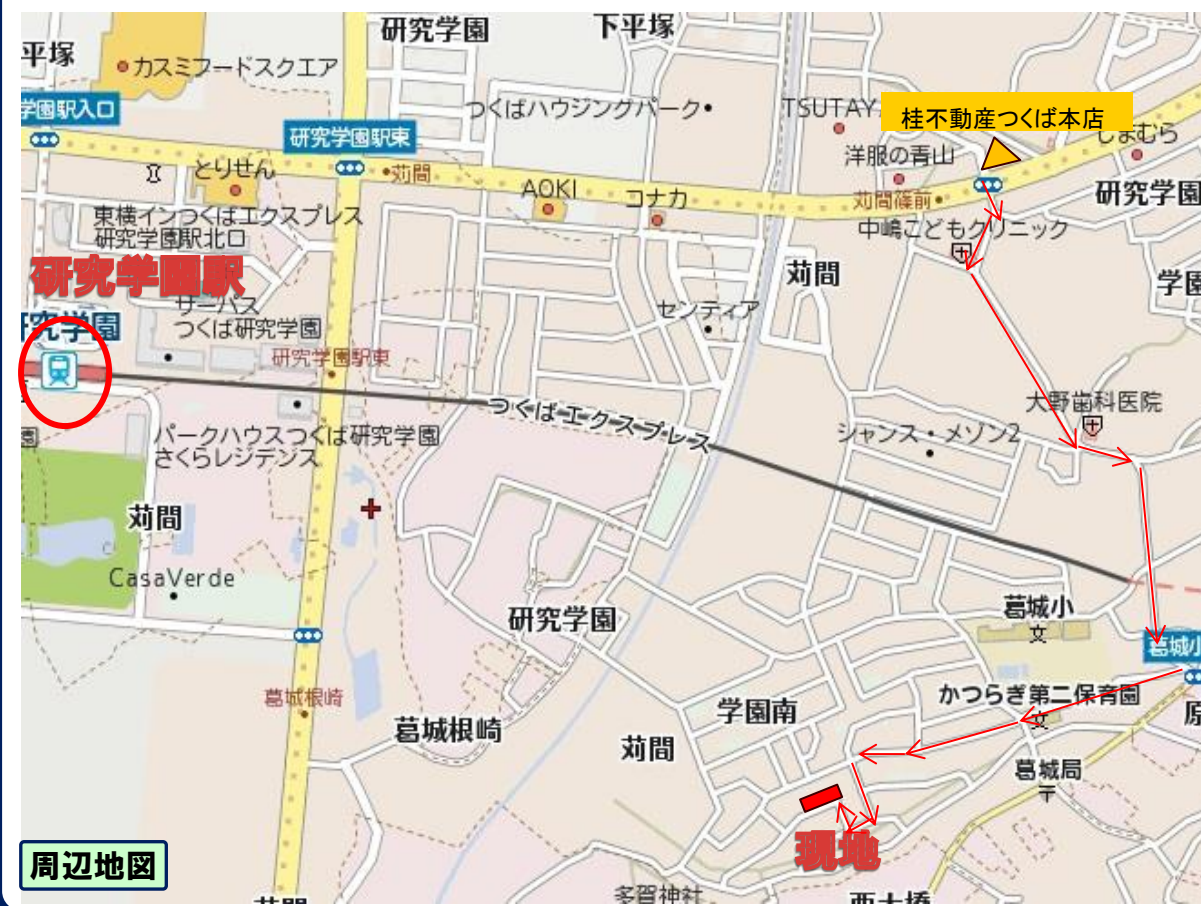 研究学園
下平塚
平塚
カスミフードスクエア
つくばハウジングパーク
TSUTAY
桂不動産つくば本店
学園駅入口
研究学園駅東
しまむら
洋服の青山
とりせん
苅間
AOKI
コナカ
苅間篠前
研究学園
東横インつくばエクスプレス
研究学園駅北口
中嶋こどもクリニック
研究学園駅
苅間
学園
サーパス
つくば研究学園
センティア
研究学園
研究学園駅東
大野歯科医院
つくばエクスプレス
パークハウスつくば研究学園
さくらレジデンス
園
シャンス・メゾン2
苅間
CasaVerde
葛城小
文
研究学園
葛城小
かつらぎ第二保育園
文
葛城根崎
学園南
原
葛城根崎
苅間
葛城局
〒
現地
周辺地図
多賀神社
西大橋
苅間